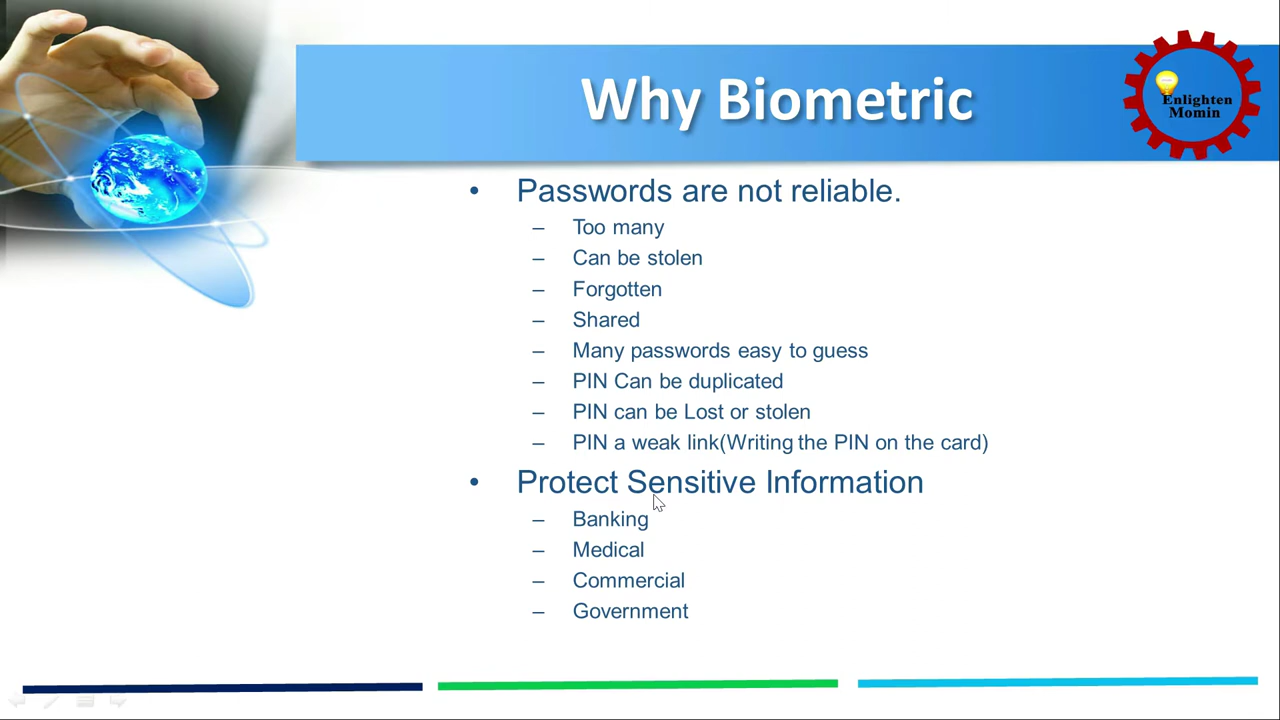 Why Biometric
Enlighten
Momin
• Passwords are not reliable.
– Too many
– Can be stolen
– Forgotten
– Shared
– Many passwords easy to guess
– PIN Can be duplicated
– PIN can be Lost or stolen
– PIN a weak link(Writing the PIN on the card)
• Protect Sensitive Information
– Banking
– Medical
– Commercial
– Government